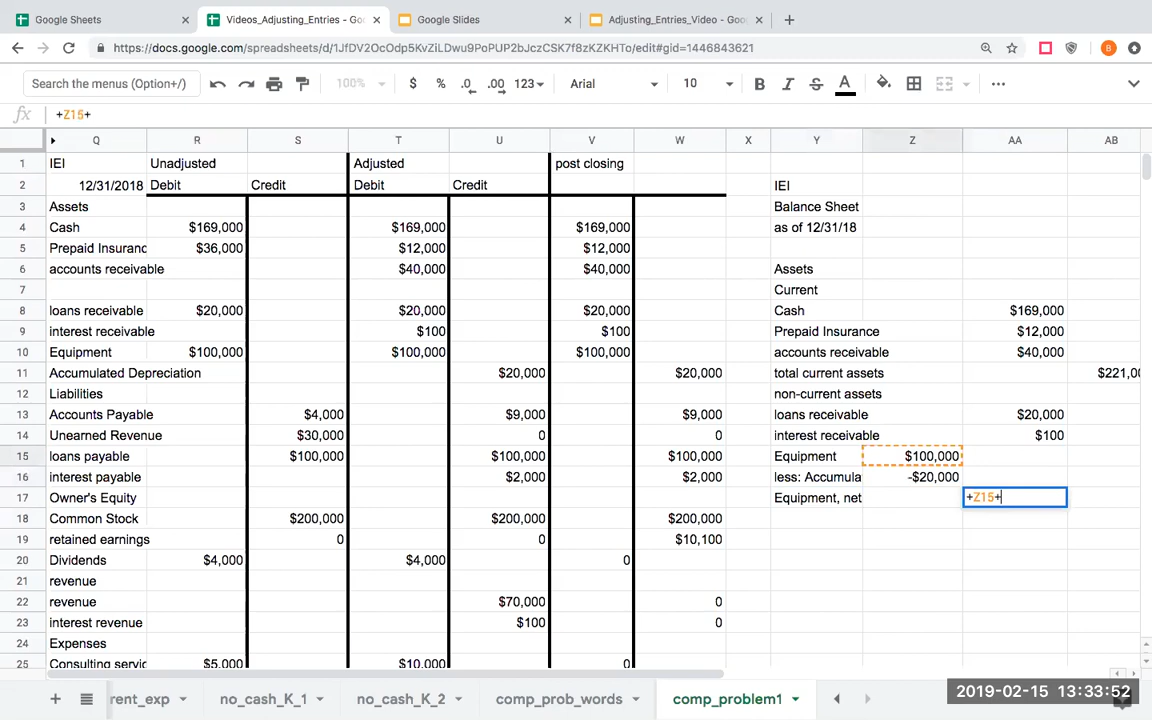 Google Sheets × Videos_Adjusting_Entries - Go × Google Slides × Adjusting_Entries_Video - Goo × +
https://docs.google.com/spreadsheets/d/1JfDV2OcOdp5KvZiLDwu9PoPUP2bJczCSK7f8zKZKHTo/edit#gid=1446843621 B
Search the menus (Option+/) 100% $ % .0 .00 123 Arial 10 B I S A
fx +Z15+
Q R S T U V W X Y Z AA AB
1 IEI Unadjusted Adjusted post closing
2 12/31/2018 Debit Credit Debit Credit IEI
3 Assets Balance Sheet
4 Cash $169,000 $169,000 $169,000 as of 12/31/18
5 Prepaid Insuranc $36,000 $12,000 $12,000
6 accounts receivable $40,000 $40,000 Assets
7 Current
8 loans receivable $20,000 $20,000 $20,000 Cash $169,000
9 interest receivable $100 $100 Prepaid Insurance $12,000
10 Equipment $100,000 $100,000 $100,000 accounts receivable $40,000
11 Accumulated Depreciation $20,000 $20,000 total current assets $221,00
12 Liabilities non-current assets
13 Accounts Payable $4,000 $9,000 $9,000 loans receivable $20,000
14 Unearned Revenue $30,000 0 0 interest receivable $100
15 loans payable $100,000 $100,000 $100,000 Equipment $100,000
16 interest payable $2,000 $2,000 less: Accumula -$20,000
17 Owner's Equity Equipment, net +Z15+
18 Common Stock $200,000 $200,000 $200,000
19 retained earnings 0 0 $10,100
20 Dividends $4,000 $4,000 0
21 revenue
22 revenue $70,000 0
23 interest revenue $100 0
24 Expenses
25 Consulting servic $5,000 $10,000 0
+ rent_exp no_cash_K_1 no_cash_K_2 comp_prob_words comp_problem1
2019-02-15 13:33:52